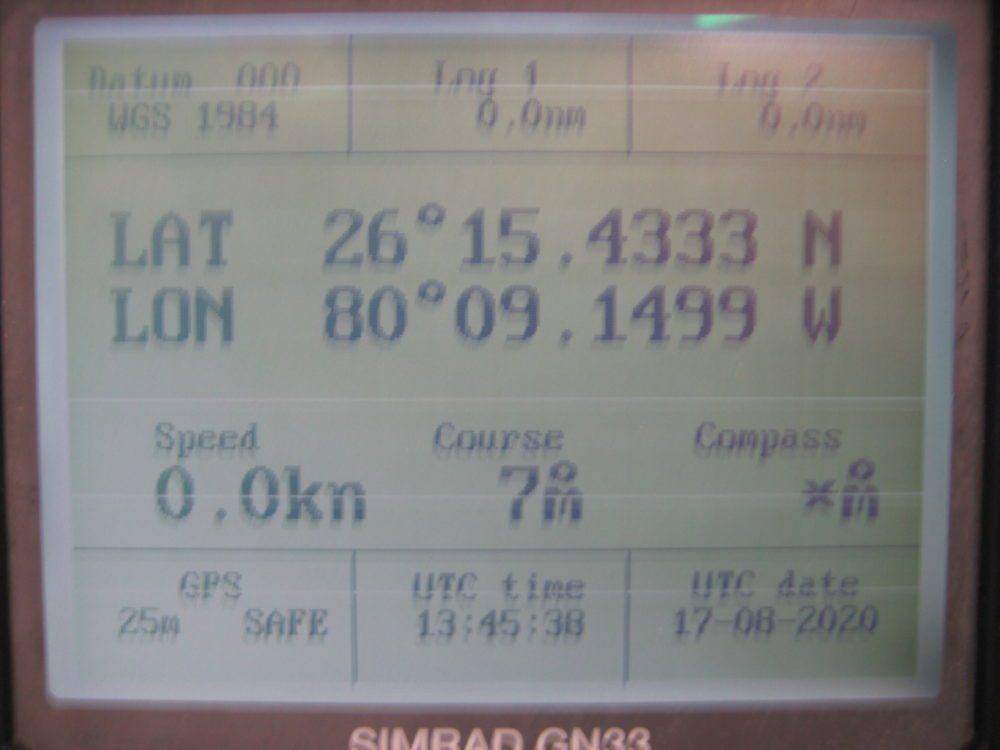 Datum 000
WGS 1984
Log 1
0.0nm
Log 2
0.0nm
LAT 26°15.4333 N
LON 80°09.1499 W
Speed
0.0kn
Course
7°m
Compass
×°m
GPS
25m SAFE
UTC time
13:45:38
UTC date
17-08-2020
SIMRAD GN33